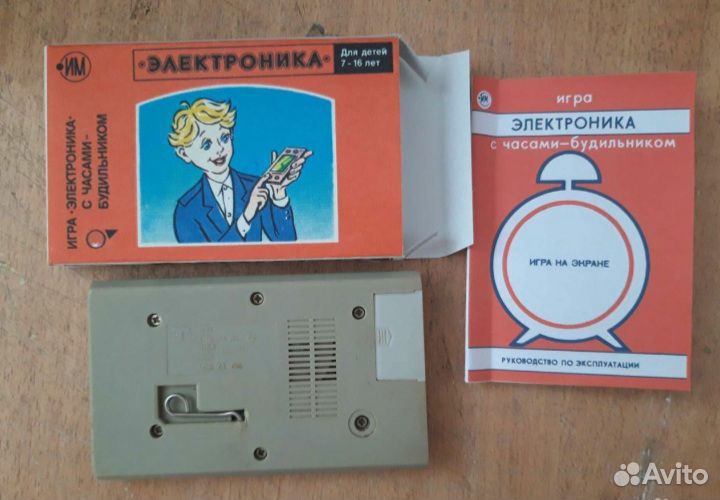 ·ИМ
·ЭЛЕКТРОНИКА·
Для детей
7 - 16 лет
ИГРА ·ЭЛЕКТРОНИКА·
С ЧАСАМИ-
БУДИЛЬНИКОМ
ИМ
игра
ЭЛЕКТРОНИКА
с часами-будильником
ИГРА НА ЭКРАНЕ
РУКОВОДСТВО ПО ЭКСПЛУАТАЦИИ
Avito